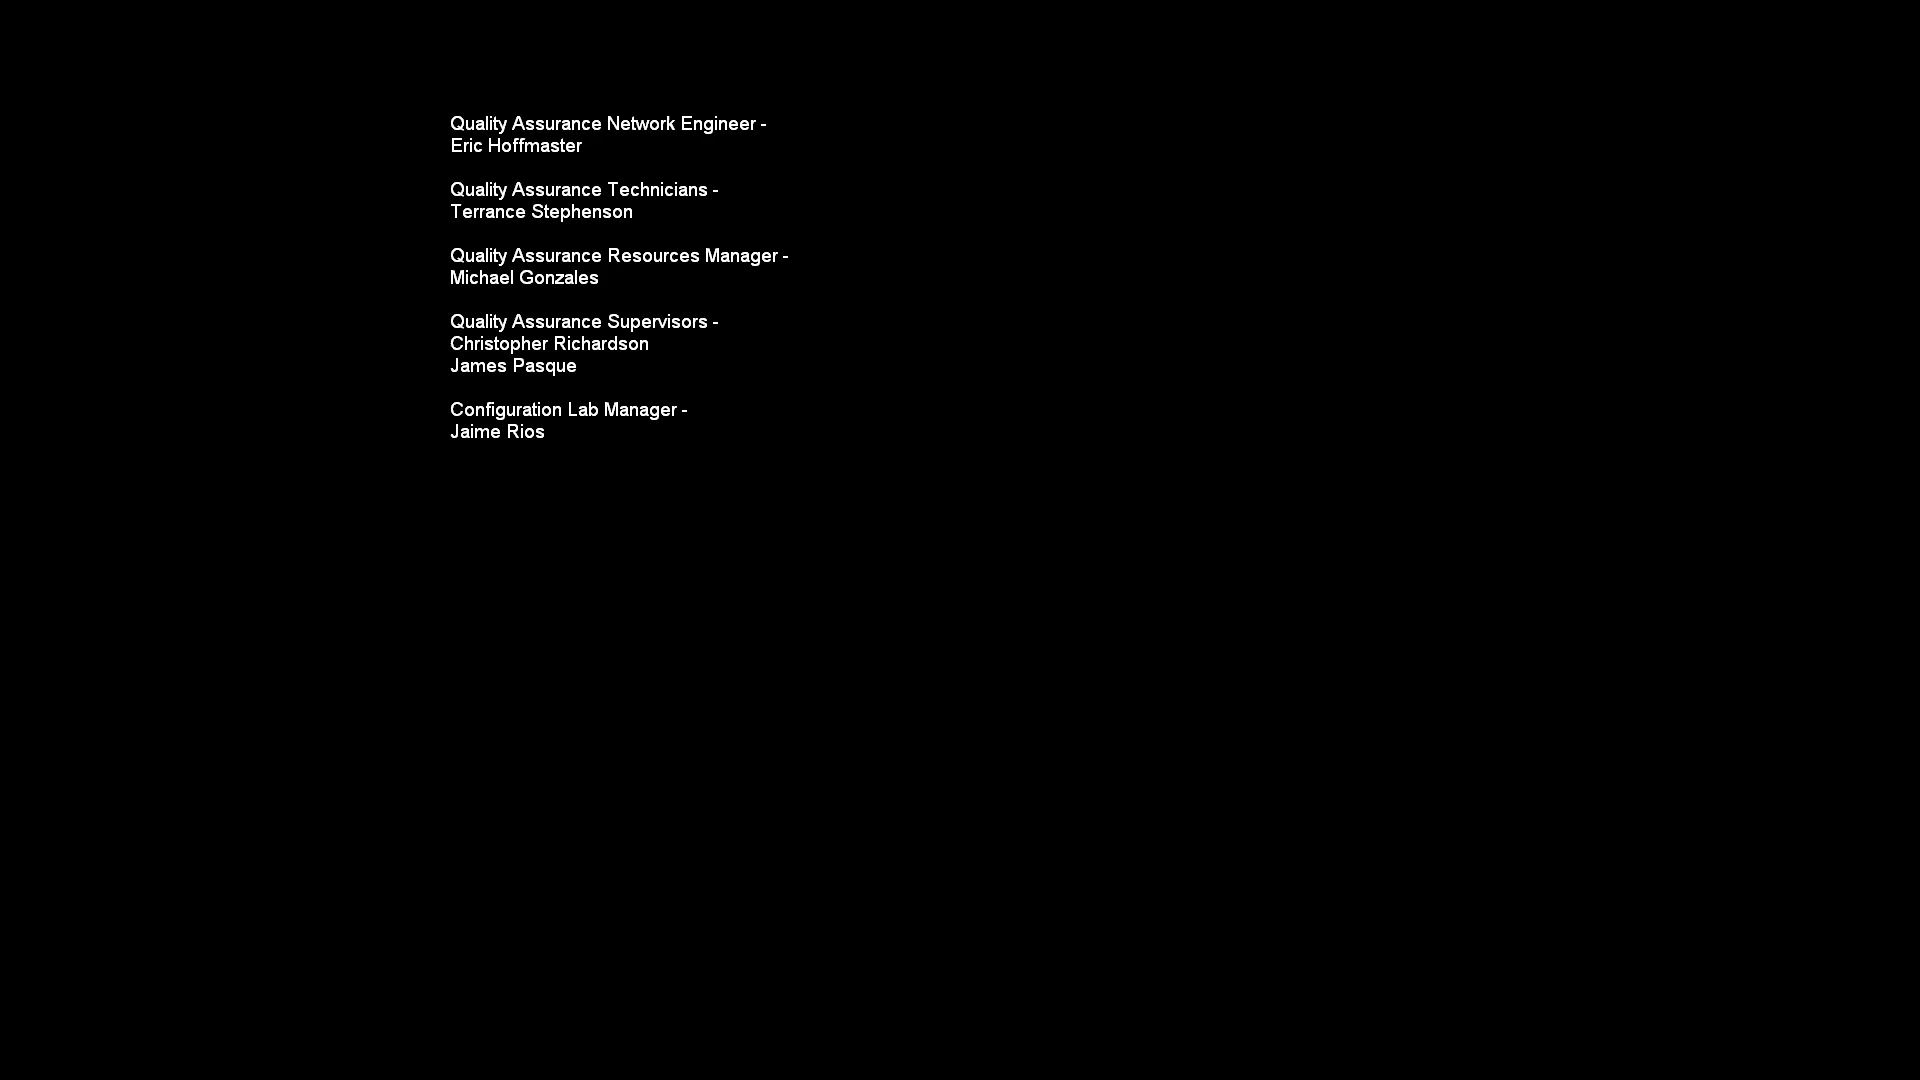 Quality Assurance Network Engineer -
Eric Hoffmaster
Quality Assurance Technicians -
Terrance Stephenson
Quality Assurance Resources Manager -
Michael Gonzales
Quality Assurance Supervisors -
Christopher Richardson
James Pasque
Configuration Lab Manager -
Jaime Rios